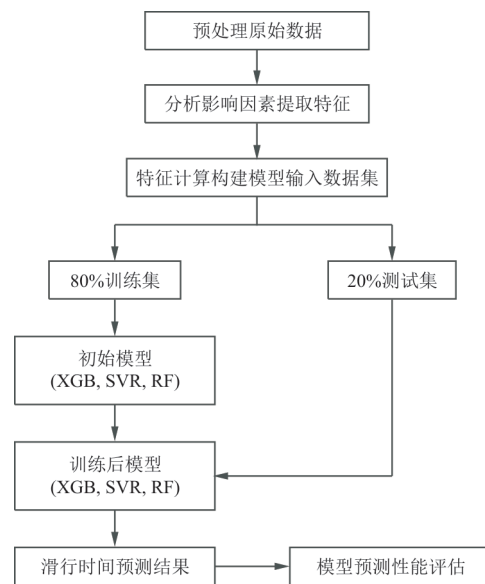 预处理原始数据
分析影响因素提取特征
特征计算构建模型输入数据集
80%训练集
20%测试集
初始模型
(XGB, SVR, RF)
训练后模型
(XGB, SVR, RF)
滑行时间预测结果
模型预测性能评估